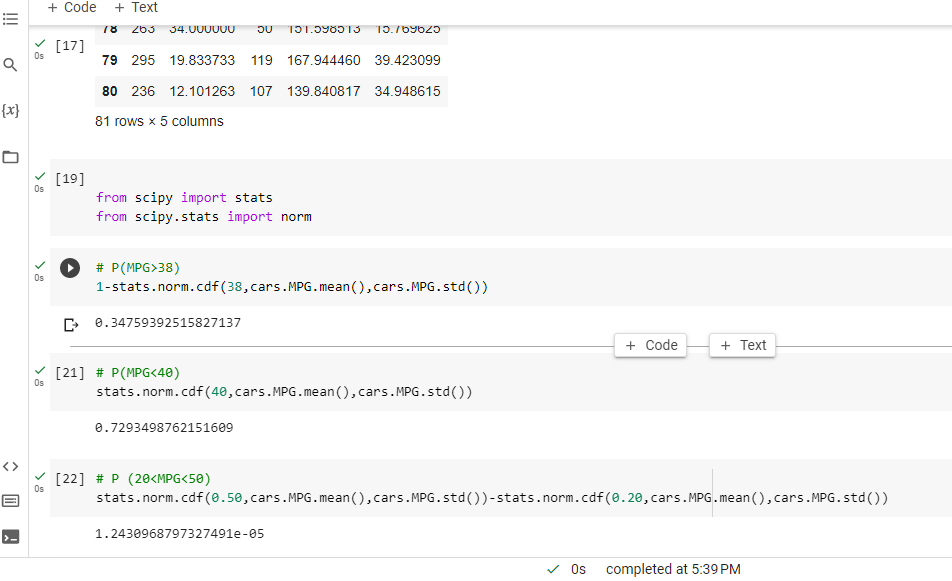 + Code + Text
[17]
78 263 34.000000 50 151.598513 15.769625
0s
79 295 19.833733 119 167.944460 39.423099
80 236 12.101263 107 139.840817 34.948615
81 rows × 5 columns
{x}
[19]
0s
from scipy import stats
from scipy.stats import norm
# P(MPG>38)
0s
1-stats.norm.cdf(38,cars.MPG.mean(),cars.MPG.std())
0.34759392515827137
+ Code + Text
[21] # P(MPG<40)
0s
stats.norm.cdf(40,cars.MPG.mean(),cars.MPG.std())
0.7293498762151609
<>
[22] # P (20<MPG<50)
0s
stats.norm.cdf(0.50,cars.MPG.mean(),cars.MPG.std())-stats.norm.cdf(0.20,cars.MPG.mean(),cars.MPG.std())
1.2430968797327491e-05
0s completed at 5:39 PM